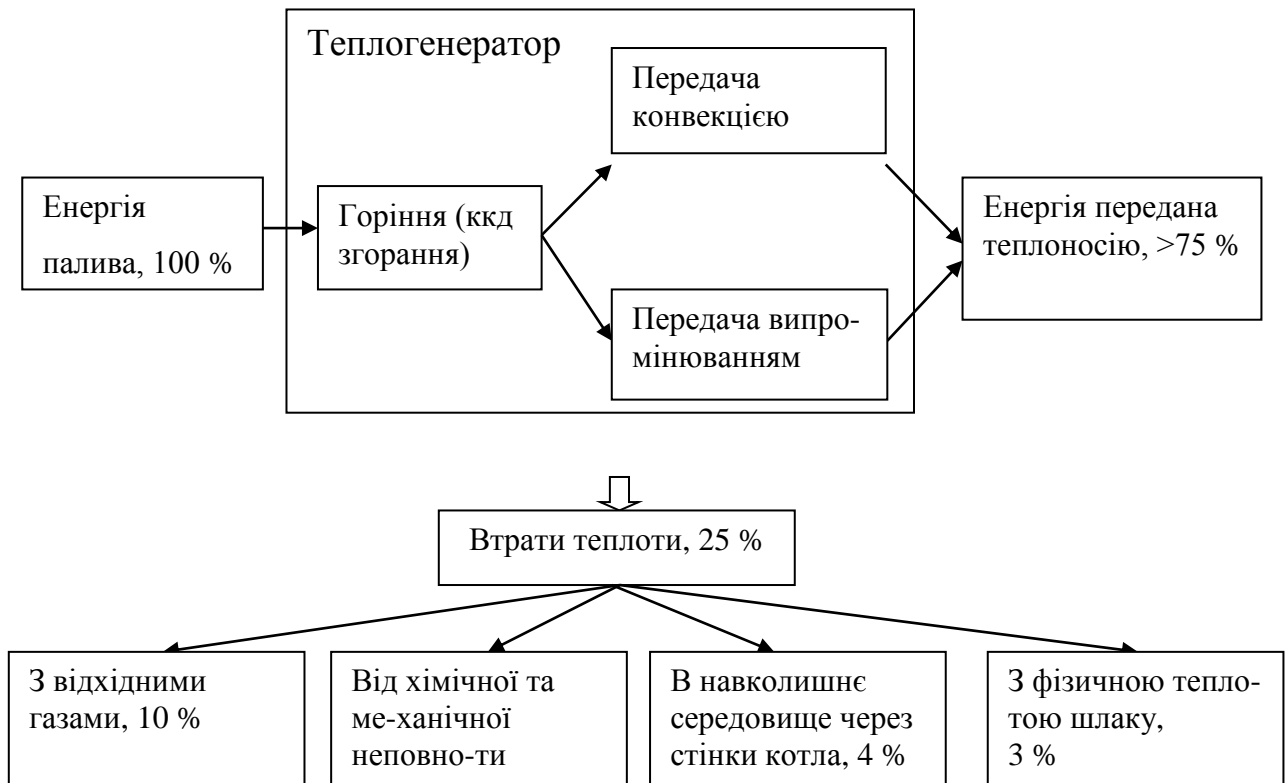 Теплогенератор
Передача
конвекцією
Енергія
палива, 100 %
Горіння (ккд
згорання)
Енергія передана
теплоносію, >75 %
Передача випро-
мінюванням
Втрати теплоти, 25 %
З відхідними
газами, 10 %
Від хімічної та
ме-ханічної
неповно-ти
В навколишнє
середовище через
стінки котла, 4 %
З фізичною тепло-
тою шлаку,
3 %